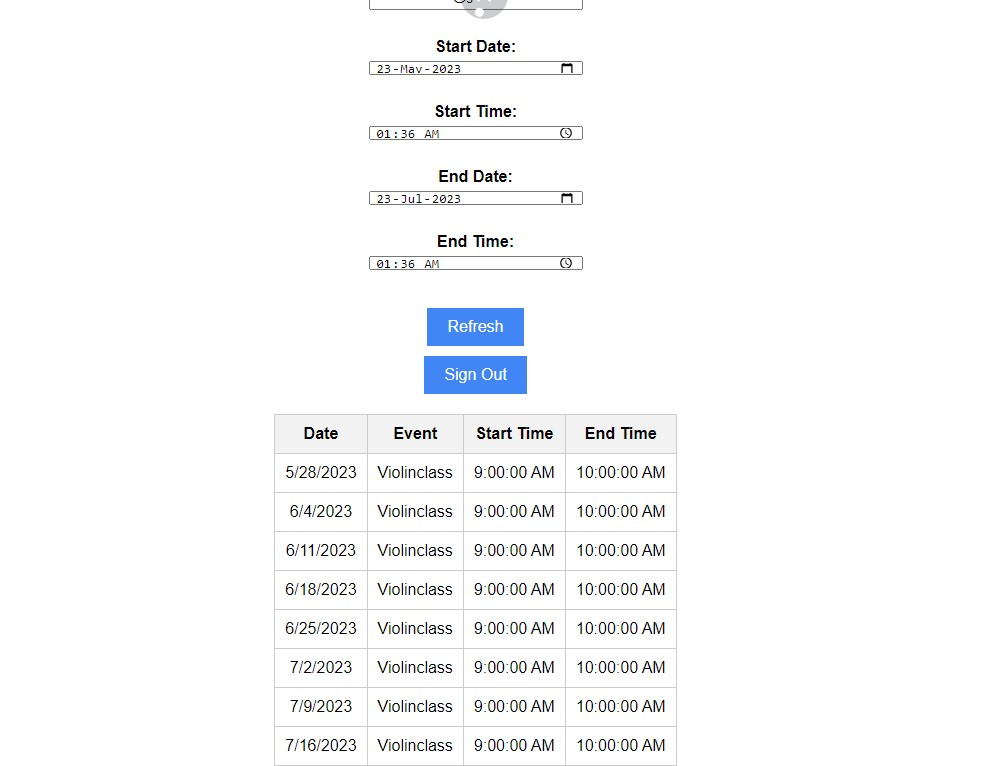 Start Date:
23-May-2023
Start Time:
01:36 AM
End Date:
23-Jul-2023
End Time:
01:36 AM
Refresh
Sign Out
Date Event Start Time End Time
5/28/2023 Violinclass 9:00:00 AM 10:00:00 AM
6/4/2023 Violinclass 9:00:00 AM 10:00:00 AM
6/11/2023 Violinclass 9:00:00 AM 10:00:00 AM
6/18/2023 Violinclass 9:00:00 AM 10:00:00 AM
6/25/2023 Violinclass 9:00:00 AM 10:00:00 AM
7/2/2023 Violinclass 9:00:00 AM 10:00:00 AM
7/9/2023 Violinclass 9:00:00 AM 10:00:00 AM
7/16/2023 Violinclass 9:00:00 AM 10:00:00 AM